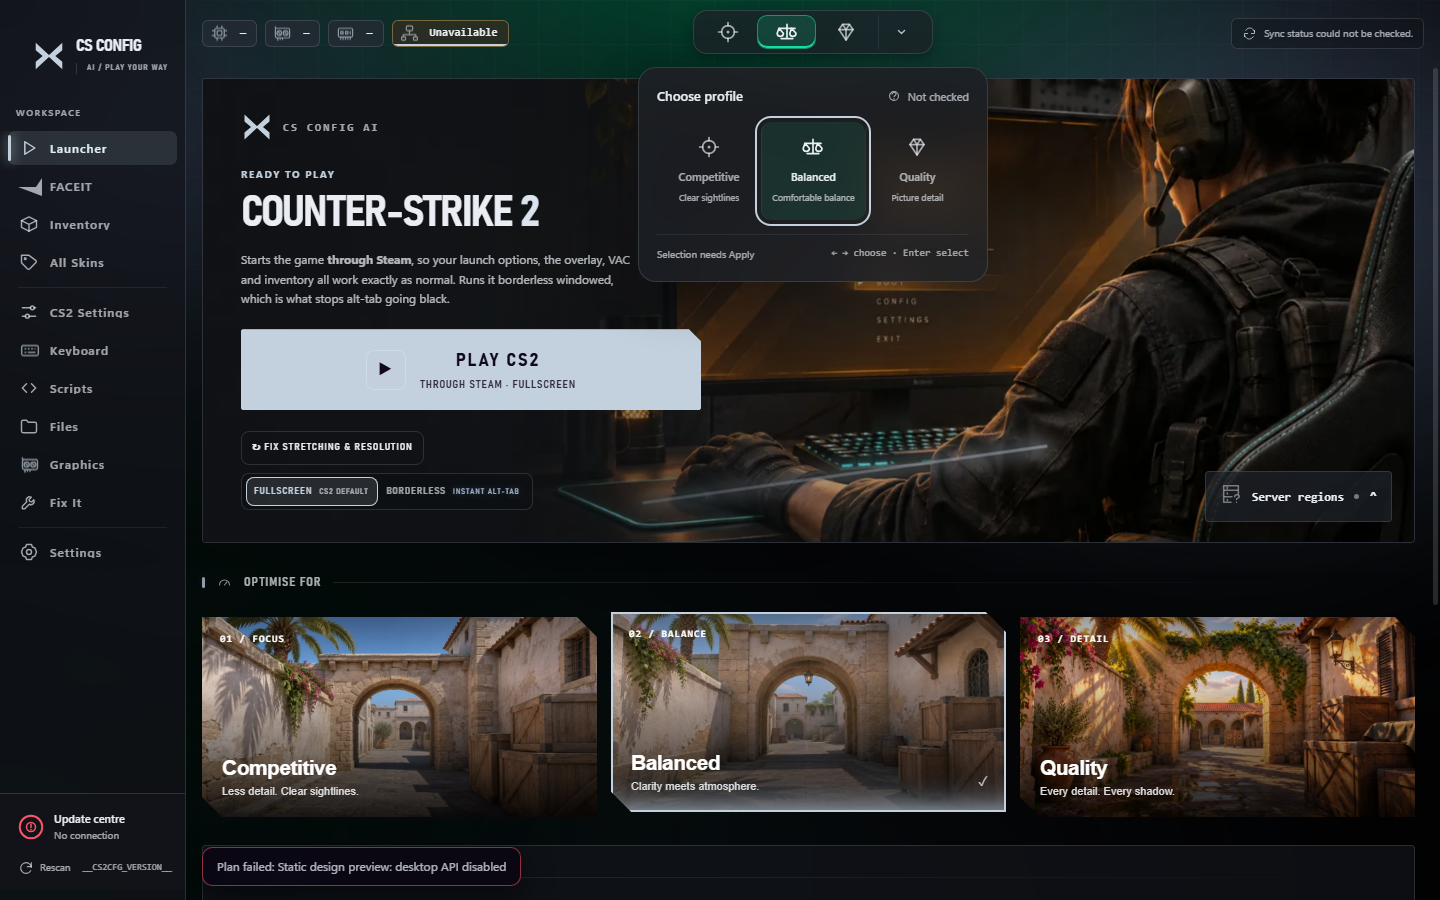 CS CONFIG
AI / PLAY YOUR WAY
WORKSPACE
Launcher
FACEIT
Inventory
All Skins
CS2 Settings
Keyboard
Scripts
Files
Graphics
Fix It
Settings
Update centre
No connection
Rescan
__CS2CFG_VERSION__
–
–
–
Unavailable
Sync status could not be checked.
Choose profile
Not checked
Competitive
Clear sightlines
Balanced
Comfortable balance
Quality
Picture detail
Selection needs Apply
← → choose · Enter select
CS CONFIG AI
READY TO PLAY
COUNTER-STRIKE 2
Starts the game through Steam, so your launch options, the overlay, VAC
and inventory all work exactly as normal. Runs it borderless windowed,
which is what stops alt-tab going black.
PLAY CS2
THROUGH STEAM · FULLSCREEN
↻ FIX STRETCHING & RESOLUTION
FULLSCREEN CS2 DEFAULT
BORDERLESS INSTANT ALT-TAB
CONFIG
SETTINGS
EXIT
Server regions
OPTIMISE FOR
01 / FOCUS
Competitive
Less detail. Clear sightlines.
02 / BALANCE
Balanced
Clarity meets atmosphere.
✓
03 / DETAIL
Quality
Every detail. Every shadow.
Plan failed: Static design preview: desktop API disabled